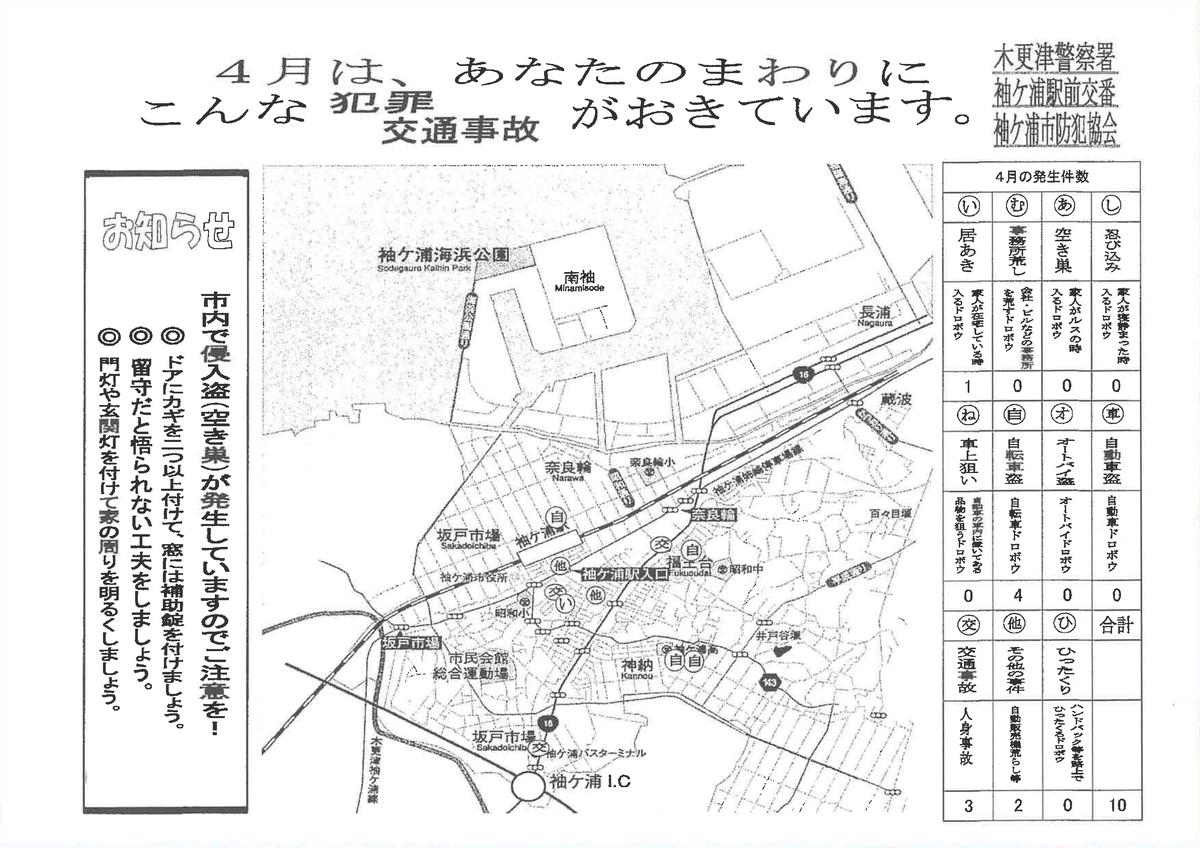 4月は、あなたのまわりに
こんな犯罪
交通事故
がおきています。
木更津警察署
袖ケ浦駅前交番
袖ケ浦市防犯協会
お知らせ
市内で侵入盗(空き巣)が発生していますのでご注意を!
◎ ドアにカギを二つ以上付けて、窓には補助錠を付けましょう。
◎ 留守だと悟られない工夫をしましょう。
◎ 門灯や玄関灯を付けて家の周りを明るくしましょう。
袖ケ浦海浜公園
Sodegaura Kaihin Park
南袖
Minamisode
長浦
Nagaura
16
蔵波
奈良輪
Narawa
奈良輪小
奈良輪
百々目堰
坂戸市場
Sakadoichiba
袖ケ浦駅
自
袖ケ浦市役所
他
袖ケ浦駅入口
交
自
福王台
Fukuoudai
昭和中
昭和小
交
い
他
坂戸市場
市民会館
総合運動場
神納
Kannou
袖ケ浦高
自自
井戸谷堰
143
16
坂戸市場
Sakadoichiba
交
袖ケ浦バスターミナル
袖ケ浦 I.C
木更津袖ケ浦線
4月の発生件数
い
む
あ
し
居あき
事務所荒し
空き巣
忍び込み
家人が在宅している時
入るドロボウ
会社・ビルなどの事務所
を荒すドロボウ
家人がルスの時
入るドロボウ
家人が寝静まった時
入るドロボウ
1 0 0 0
ね
自
オ
車
車上狙い
自転車盗
オートバイ盗
自動車盗
自動車の車内に置いてある
品物を狙うドロボウ
自転車ドロボウ
オートバイドロボウ
自動車ドロボウ
0 4 0 0
交
他
ひ
合計
交通事故
その他の事件
ひったくり
人身事故
自動販売機荒らし等
ハンドバック等を路上で
ひったくるドロボウ
3 2 0 10